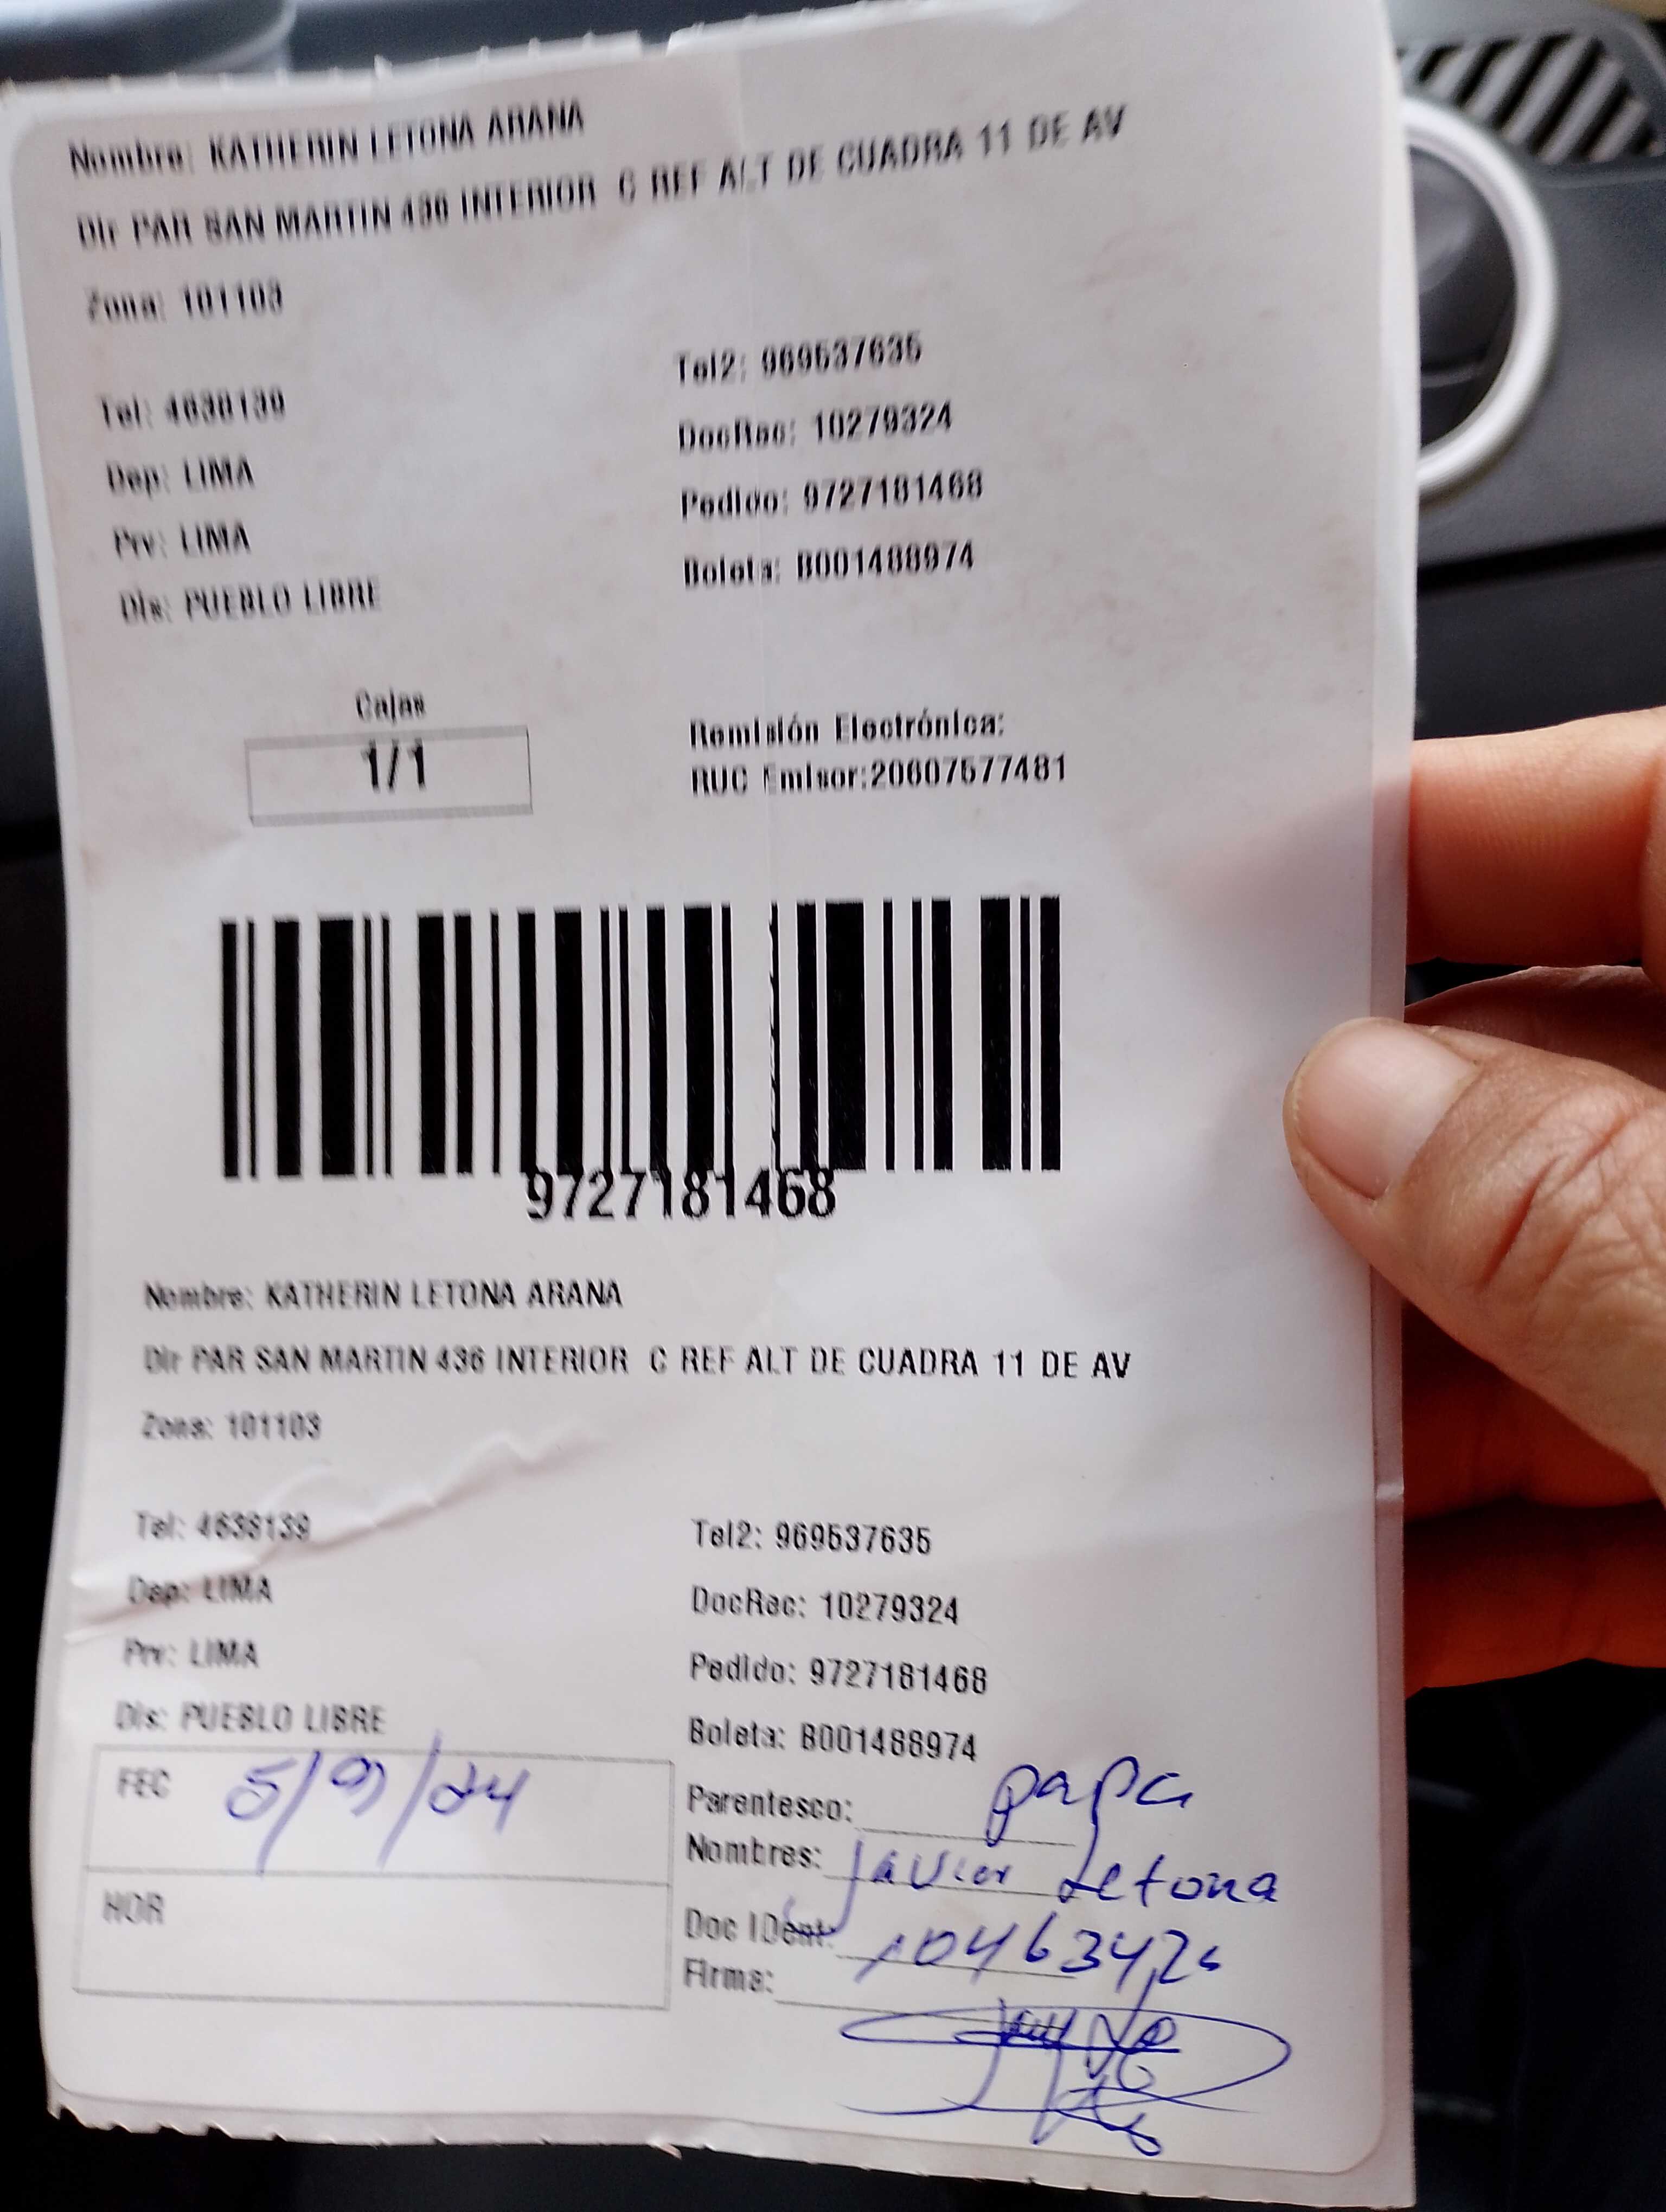 Nombre: KATHERIN LETONA ARANA
Dir PAR SAN MARTIN 436 INTERIOR C REF ALT DE CUADRA 11 DE AV
Zona: 101103
Tel: 4638139 Tel2: 969537635
Dep: LIMA DocRec: 10279324
Prv: LIMA Pedido: 9727181468
Dis: PUEBLO LIBRE Boleta: B001488974
Cajas
1/1
Remisión Electrónica:
RUC Emisor:20607577481
9727181468
Nombre: KATHERIN LETONA ARANA
Dir PAR SAN MARTIN 436 INTERIOR C REF ALT DE CUADRA 11 DE AV
Zona: 101103
Tel: 4638139 Tel2: 969537635
Dep: LIMA DocRec: 10279324
Prv: LIMA Pedido: 9727181468
Dis: PUEBLO LIBRE Boleta: B001488974
FEC
HOR
Parentesco: papa
Nombres: Javier Letona
Doc IDent:
Firma: